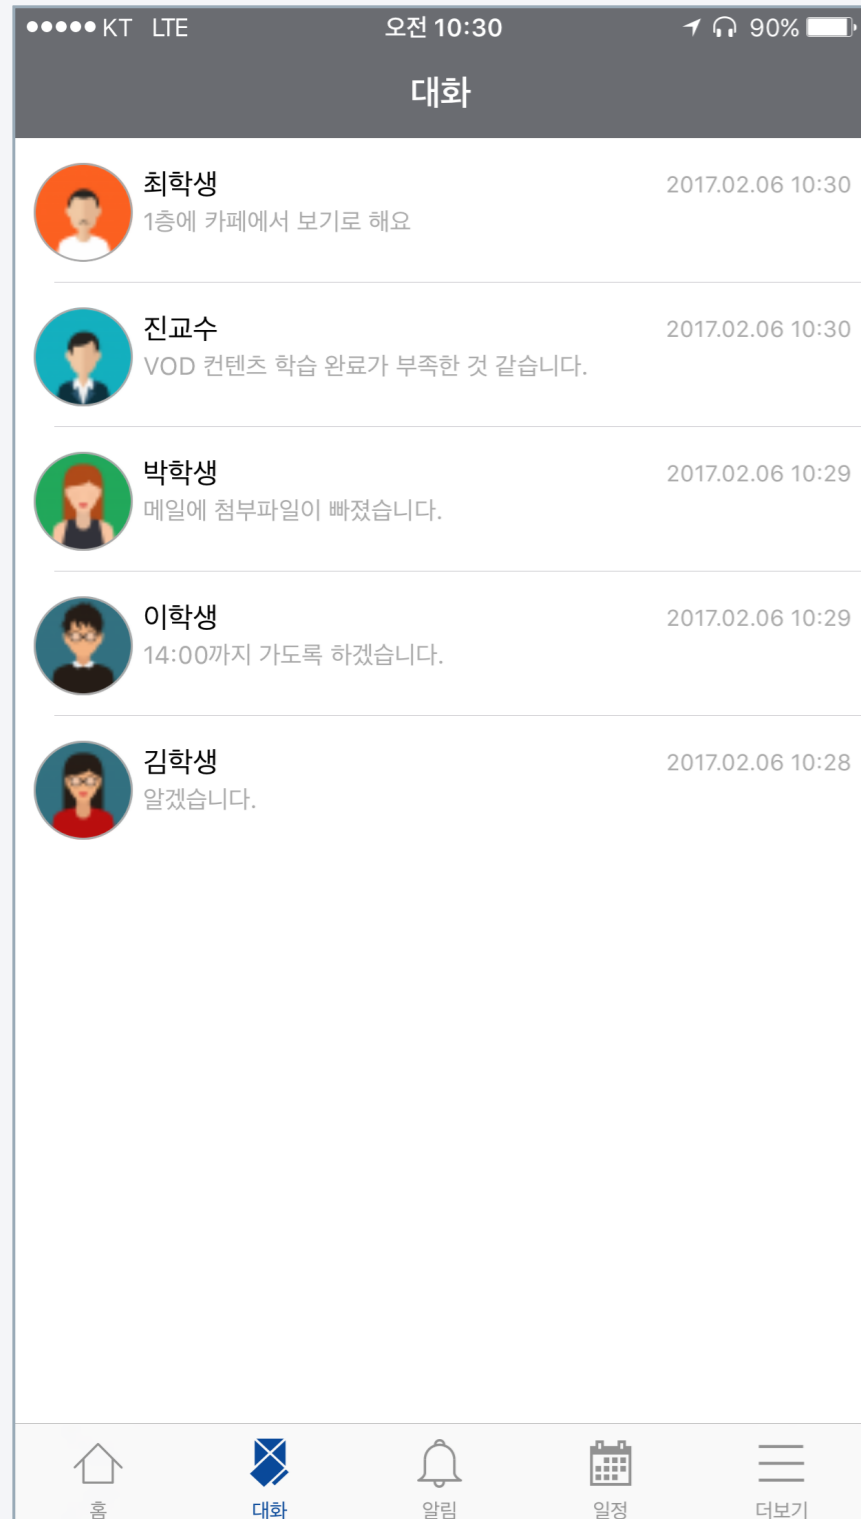 KT LTE 오전 10:30 90%
대화
최학생 2017.02.06 10:30
1층에 카페에서 보기로 해요
진교수 2017.02.06 10:30
VOD 컨텐츠 학습 완료가 부족한 것 같습니다.
박학생 2017.02.06 10:29
메일에 첨부파일이 빠졌습니다.
이학생 2017.02.06 10:29
14:00까지 가도록 하겠습니다.
김학생 2017.02.06 10:28
알겠습니다.
홈 대화 알림 일정 더보기